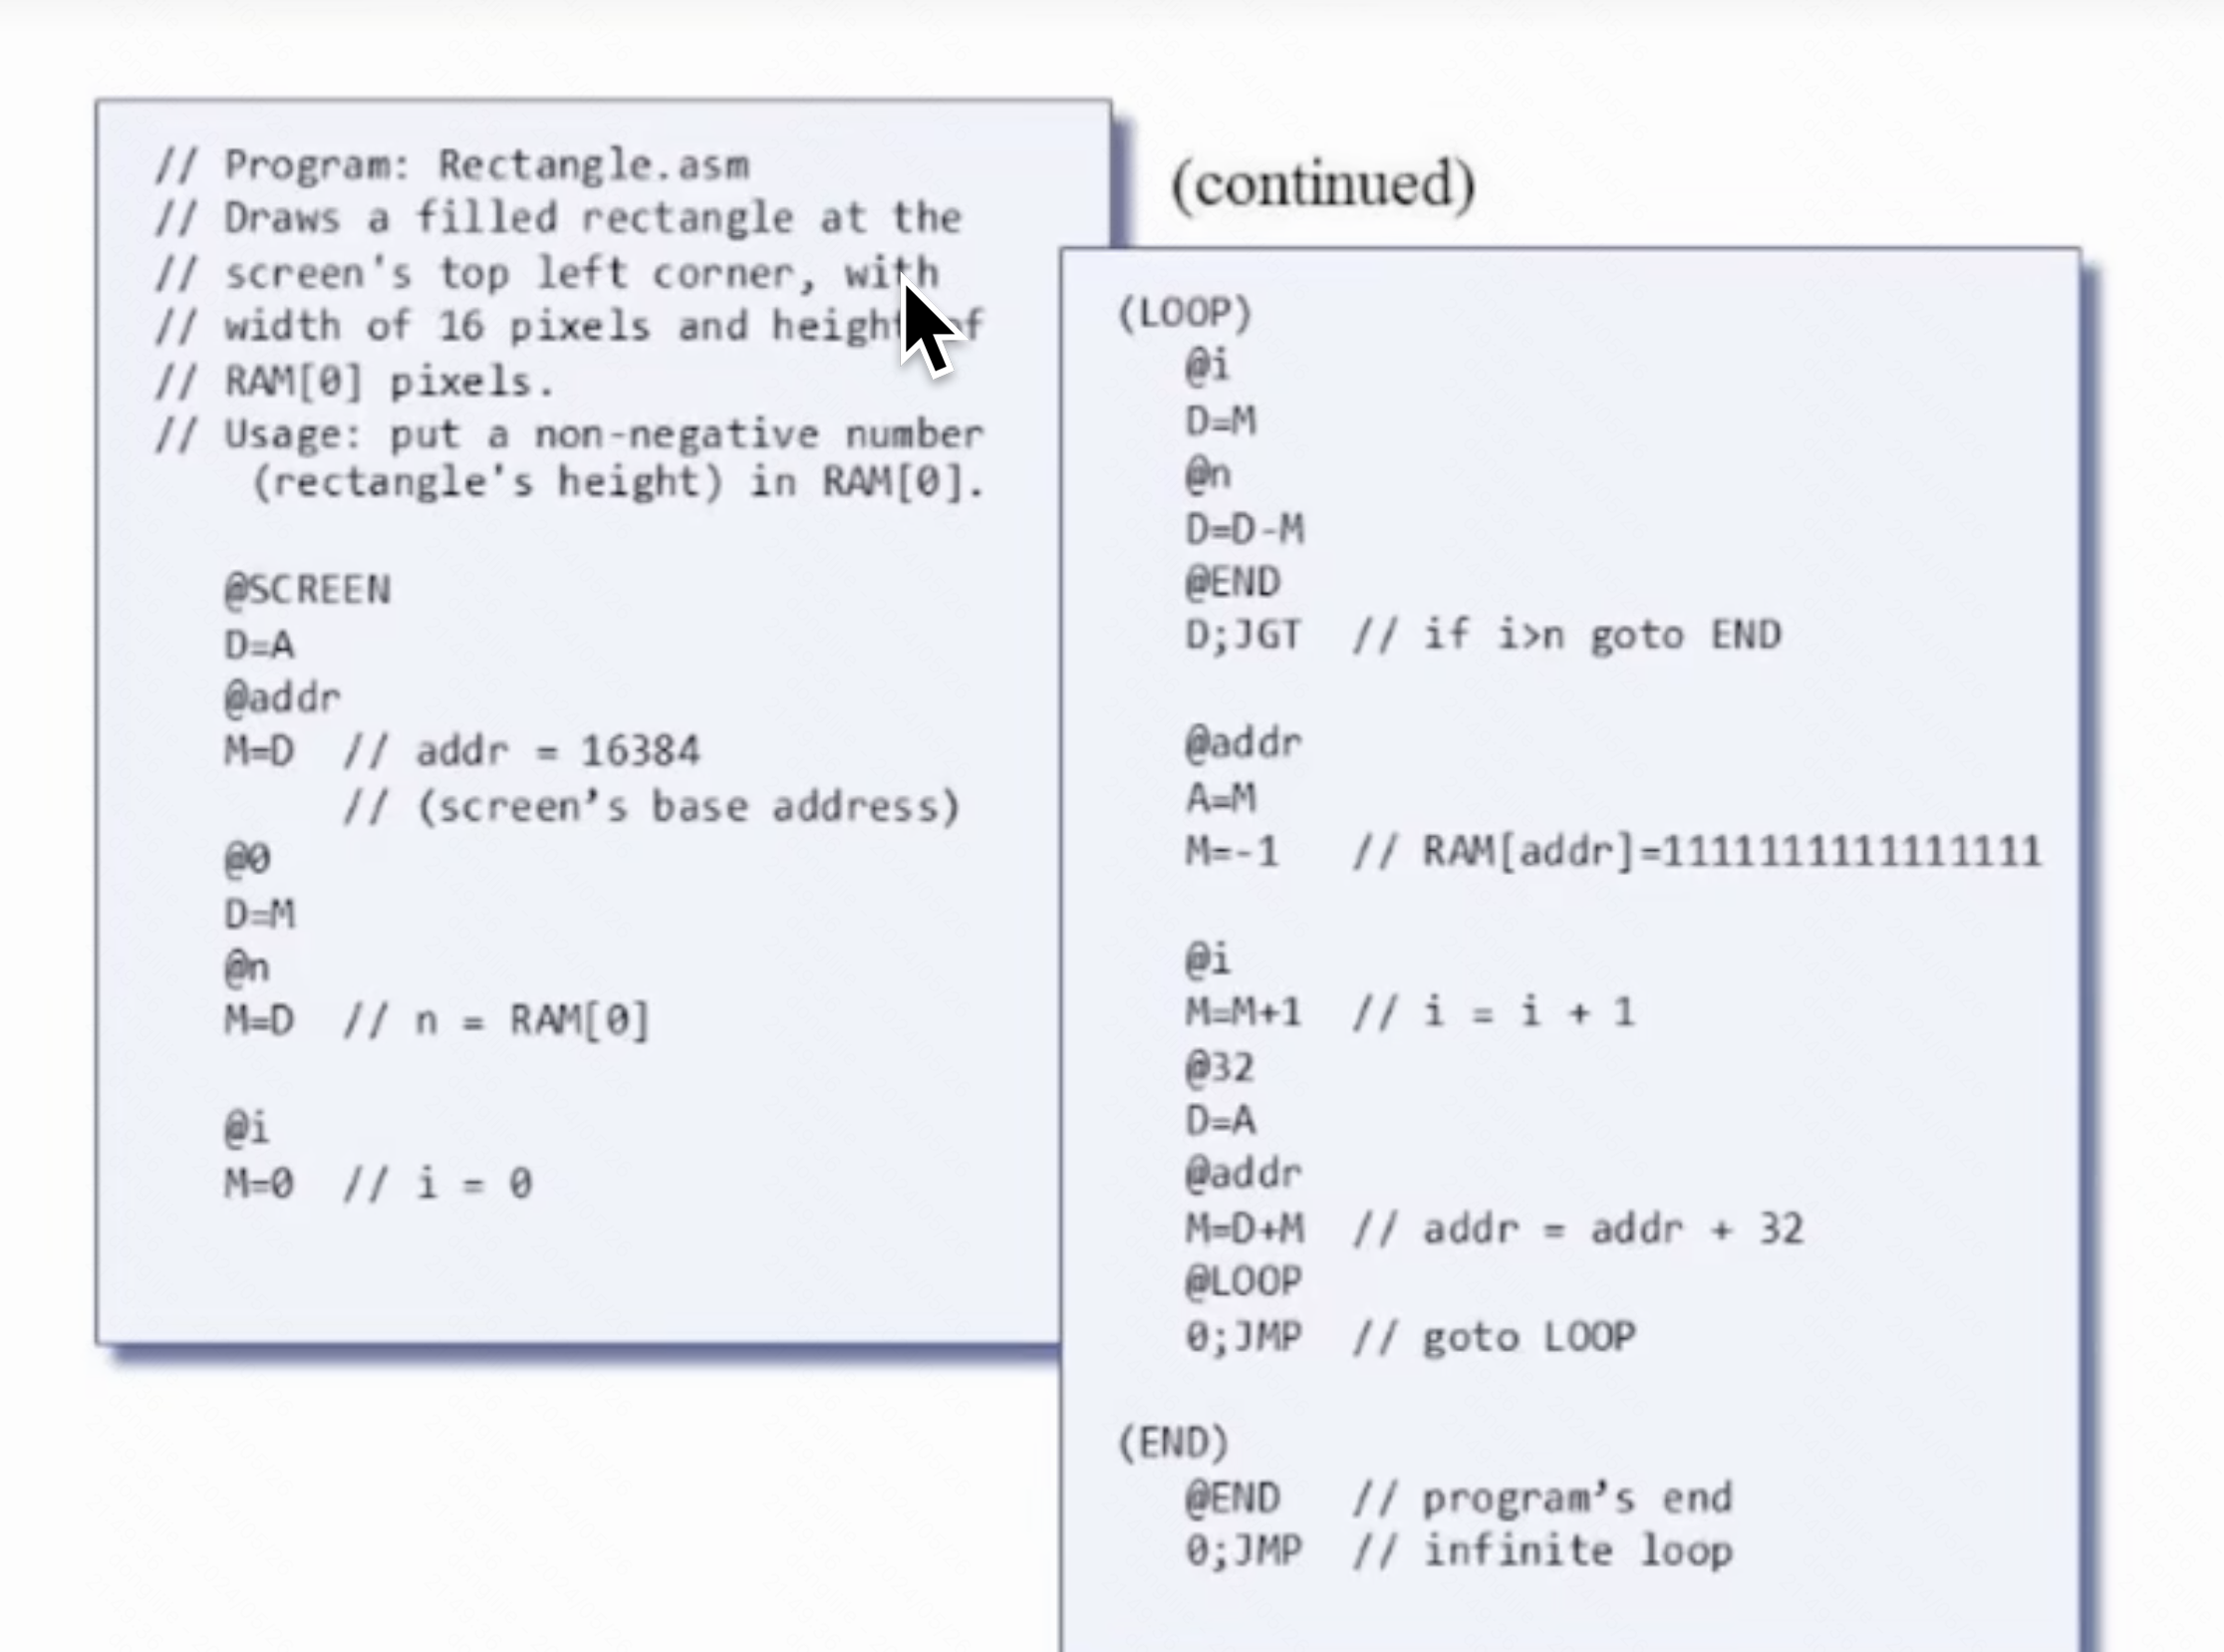 // Program: Rectangle.asm
// Draws a filled rectangle at the
// screen's top left corner, with
// width of 16 pixels and height of
// RAM[0] pixels.
// Usage: put a non-negative number
(rectangle's height) in RAM[0].
@SCREEN
D=A
@addr
M=D // addr = 16384
// (screen’s base address)
@0
D=M
@n
M=D // n = RAM[0]
@i
M=0 // i = 0
(continued)
(LOOP)
@i
D=M
@n
D=D-M
@END
D;JGT // if i>n goto END
@addr
A=M
M=-1 // RAM[addr]=1111111111111111
@i
M=M+1 // i = i + 1
@32
D=A
@addr
M=D+M // addr = addr + 32
@LOOP
0;JMP // goto LOOP
(END)
@END // program’s end
0;JMP // infinite loop